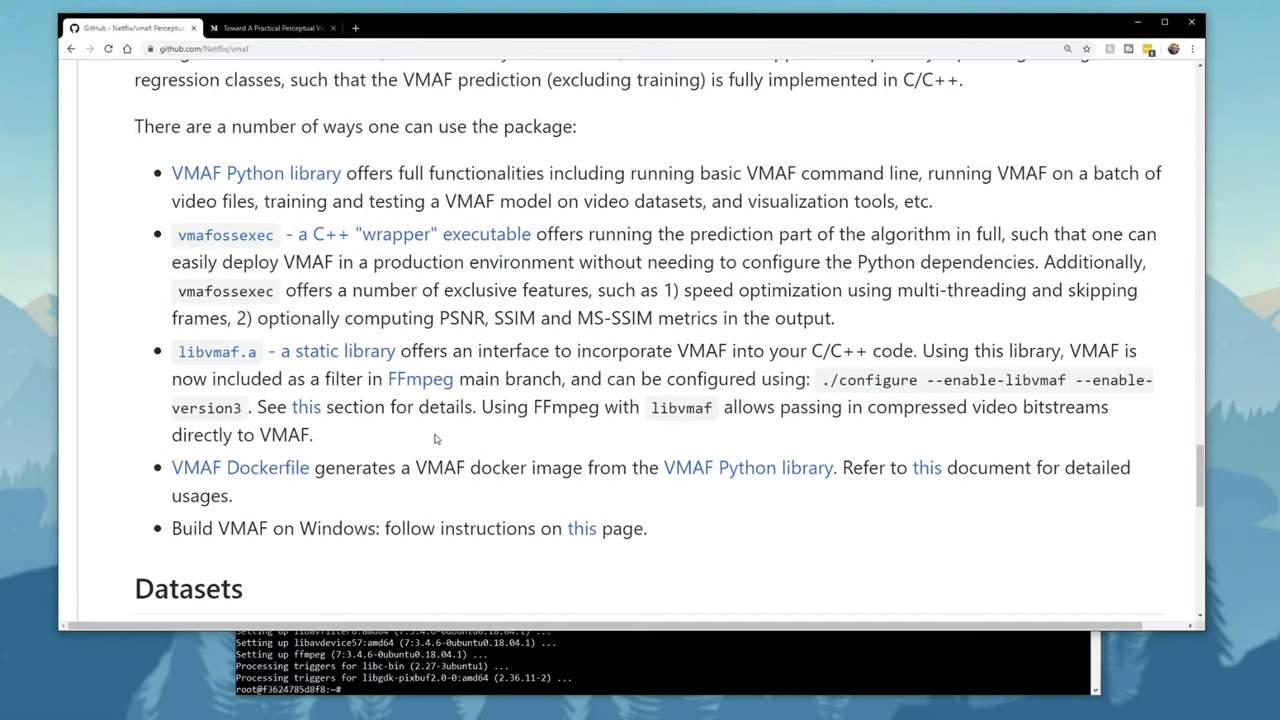 GitHub - Netflix/vmaf: Perceptua
Toward A Practical Perceptual Vi
github.com/Netflix/vmaf
regression classes, such that the VMAF prediction (excluding training) is fully implemented in C/C++.
There are a number of ways one can use the package:
VMAF Python library offers full functionalities including running basic VMAF command line, running VMAF on a batch of
video files, training and testing a VMAF model on video datasets, and visualization tools, etc.
vmafossexec - a C++ "wrapper" executable offers running the prediction part of the algorithm in full, such that one can
easily deploy VMAF in a production environment without needing to configure the Python dependencies. Additionally,
vmafossexec offers a number of exclusive features, such as 1) speed optimization using multi-threading and skipping
frames, 2) optionally computing PSNR, SSIM and MS-SSIM metrics in the output.
libvmaf.a - a static library offers an interface to incorporate VMAF into your C/C++ code. Using this library, VMAF is
now included as a filter in FFmpeg main branch, and can be configured using: ./configure --enable-libvmaf --enable-
version3 . See this section for details. Using FFmpeg with libvmaf allows passing in compressed video bitstreams
directly to VMAF.
VMAF Dockerfile generates a VMAF docker image from the VMAF Python library. Refer to this document for detailed
usages.
Build VMAF on Windows: follow instructions on this page.
Datasets
Setting up libavdevice57:amd64 (7:3.4.6-0ubuntu0.18.04.1) ...
Setting up ffmpeg (7:3.4.6-0ubuntu0.18.04.1) ...
Processing triggers for libc-bin (2.27-3ubuntu1) ...
Processing triggers for libgdk-pixbuf2.0-0:amd64 (2.36.11-2) ...
root@f3624785d8f8:~#